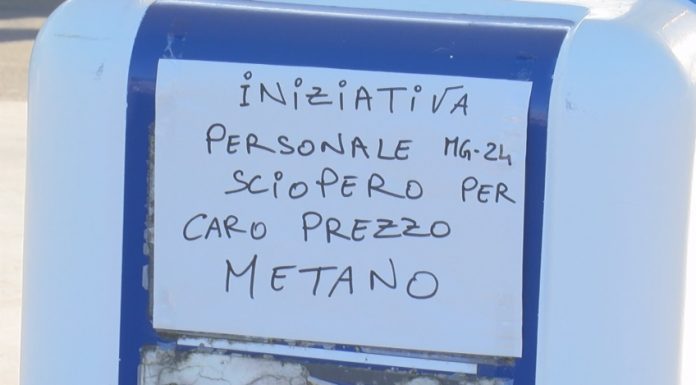 INIZIATIVA
PERSONALE MG-24
SCIOPERO PER
CARO PREZZO
METANO